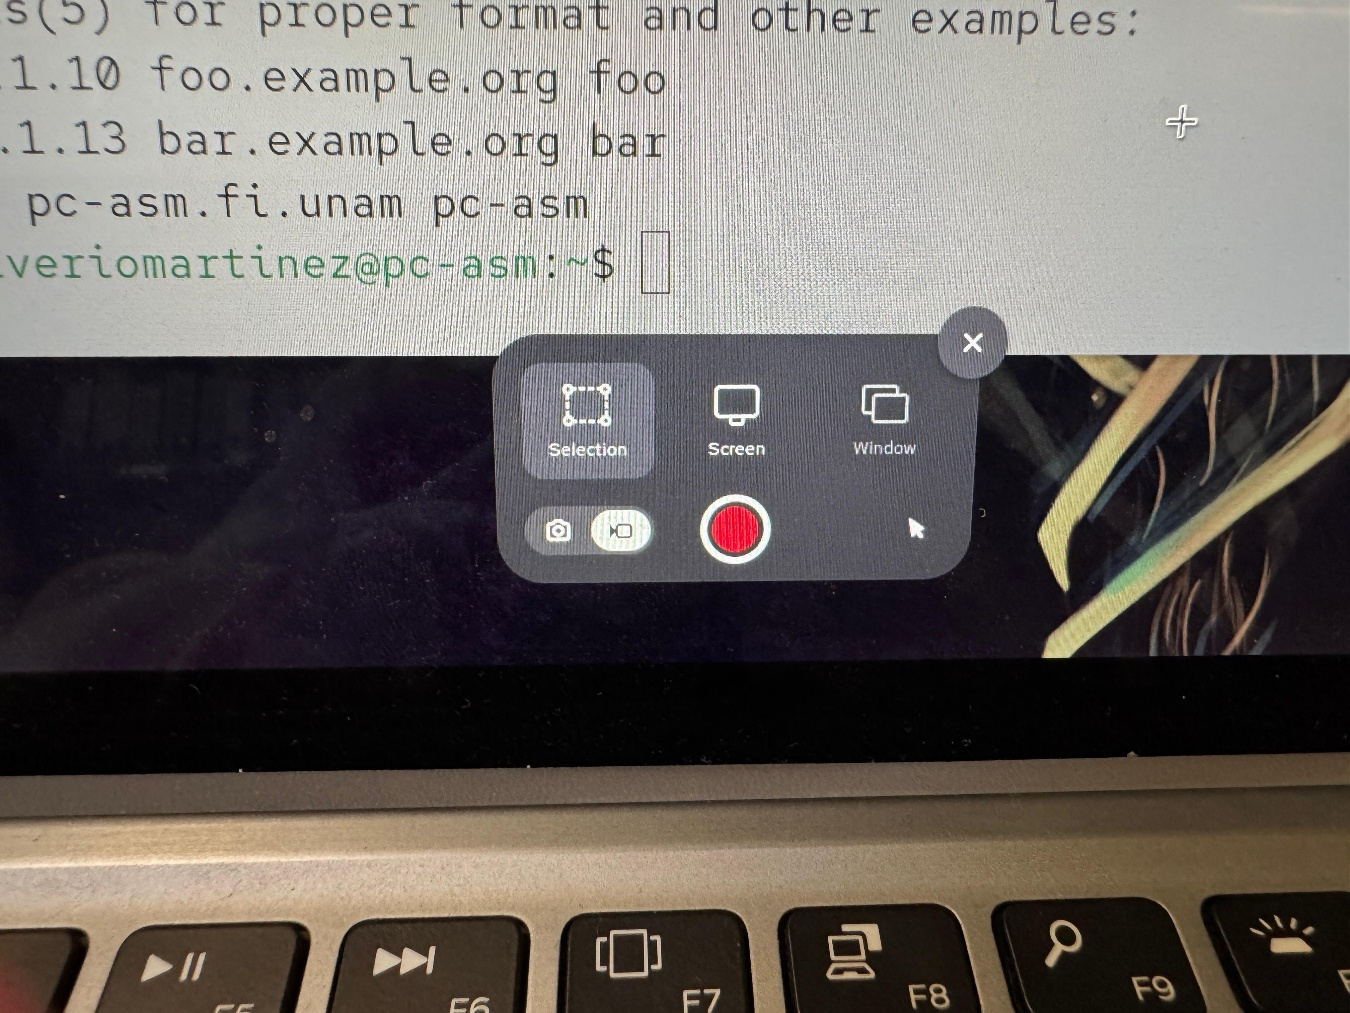 s(5) for proper format and other examples:
.1.10 foo.example.org foo
.1.13 bar.example.org bar
pc-asm.fi.unam pc-asm
veriomartinez@pc-asm:~$
Selection
Screen
Window
F5
F6
F7
F8
F9